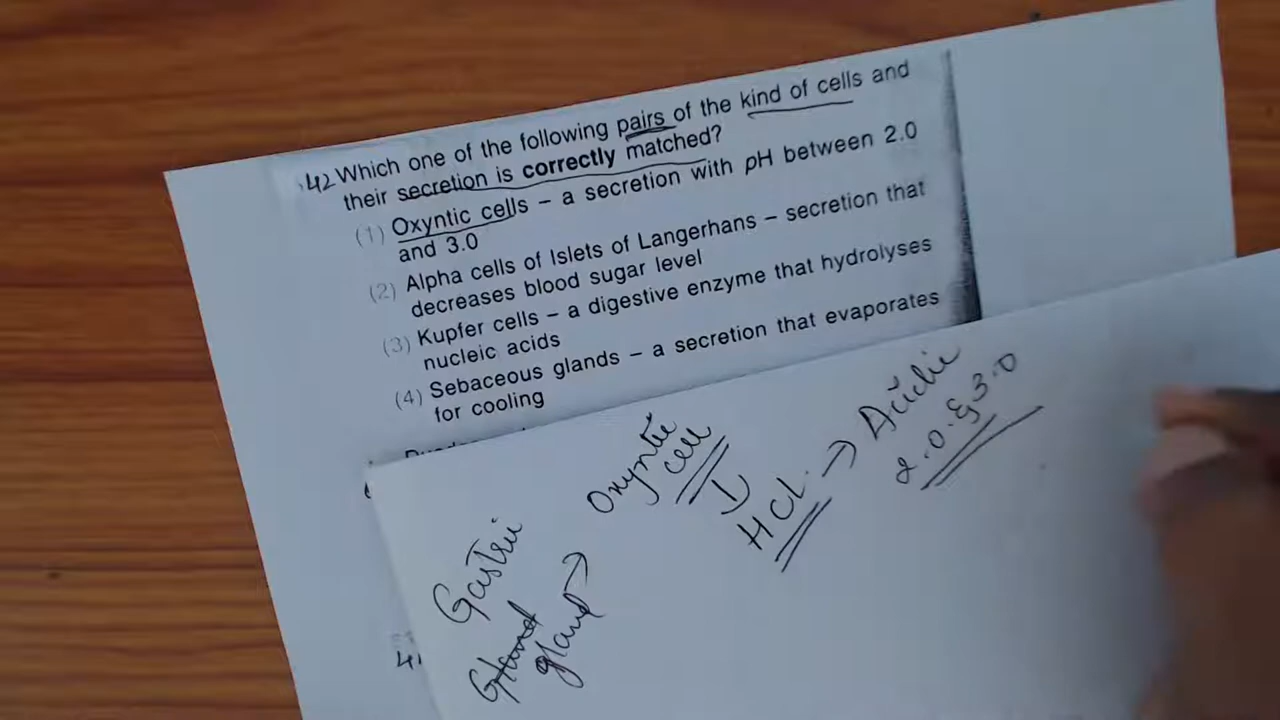 42 Which one of the following pairs of the kind of cells and
their secretion is correctly matched?
(1) Oxyntic cells – a secretion with pH between 2.0
and 3.0
(2) Alpha cells of Islets of Langerhans – secretion that
decreases blood sugar level
(3) Kupfer cells – a digestive enzyme that hydrolyses
nucleic acids
(4) Sebaceous glands – a secretion that evaporates
for cooling
Gastric
gland →
Oxyntic
cell
HCl → Acidic
2.0 & 3.0
41